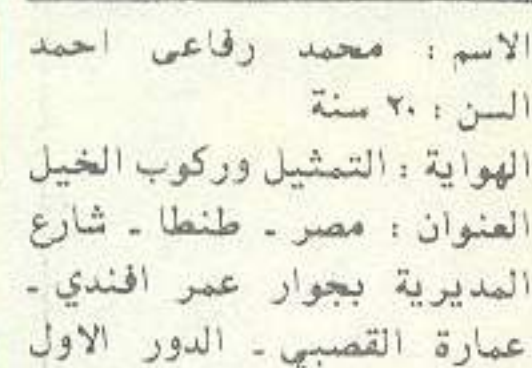 الاسم : محمد رفاعى احمد
السن : ٢٠ سنة
الهواية : التمثيل وركوب الخيل
العنوان : مصر ـ طنطا ـ شارع
المديرية بجوار عمر افندي ـ
عمارة القصبي ـ الدور الاول